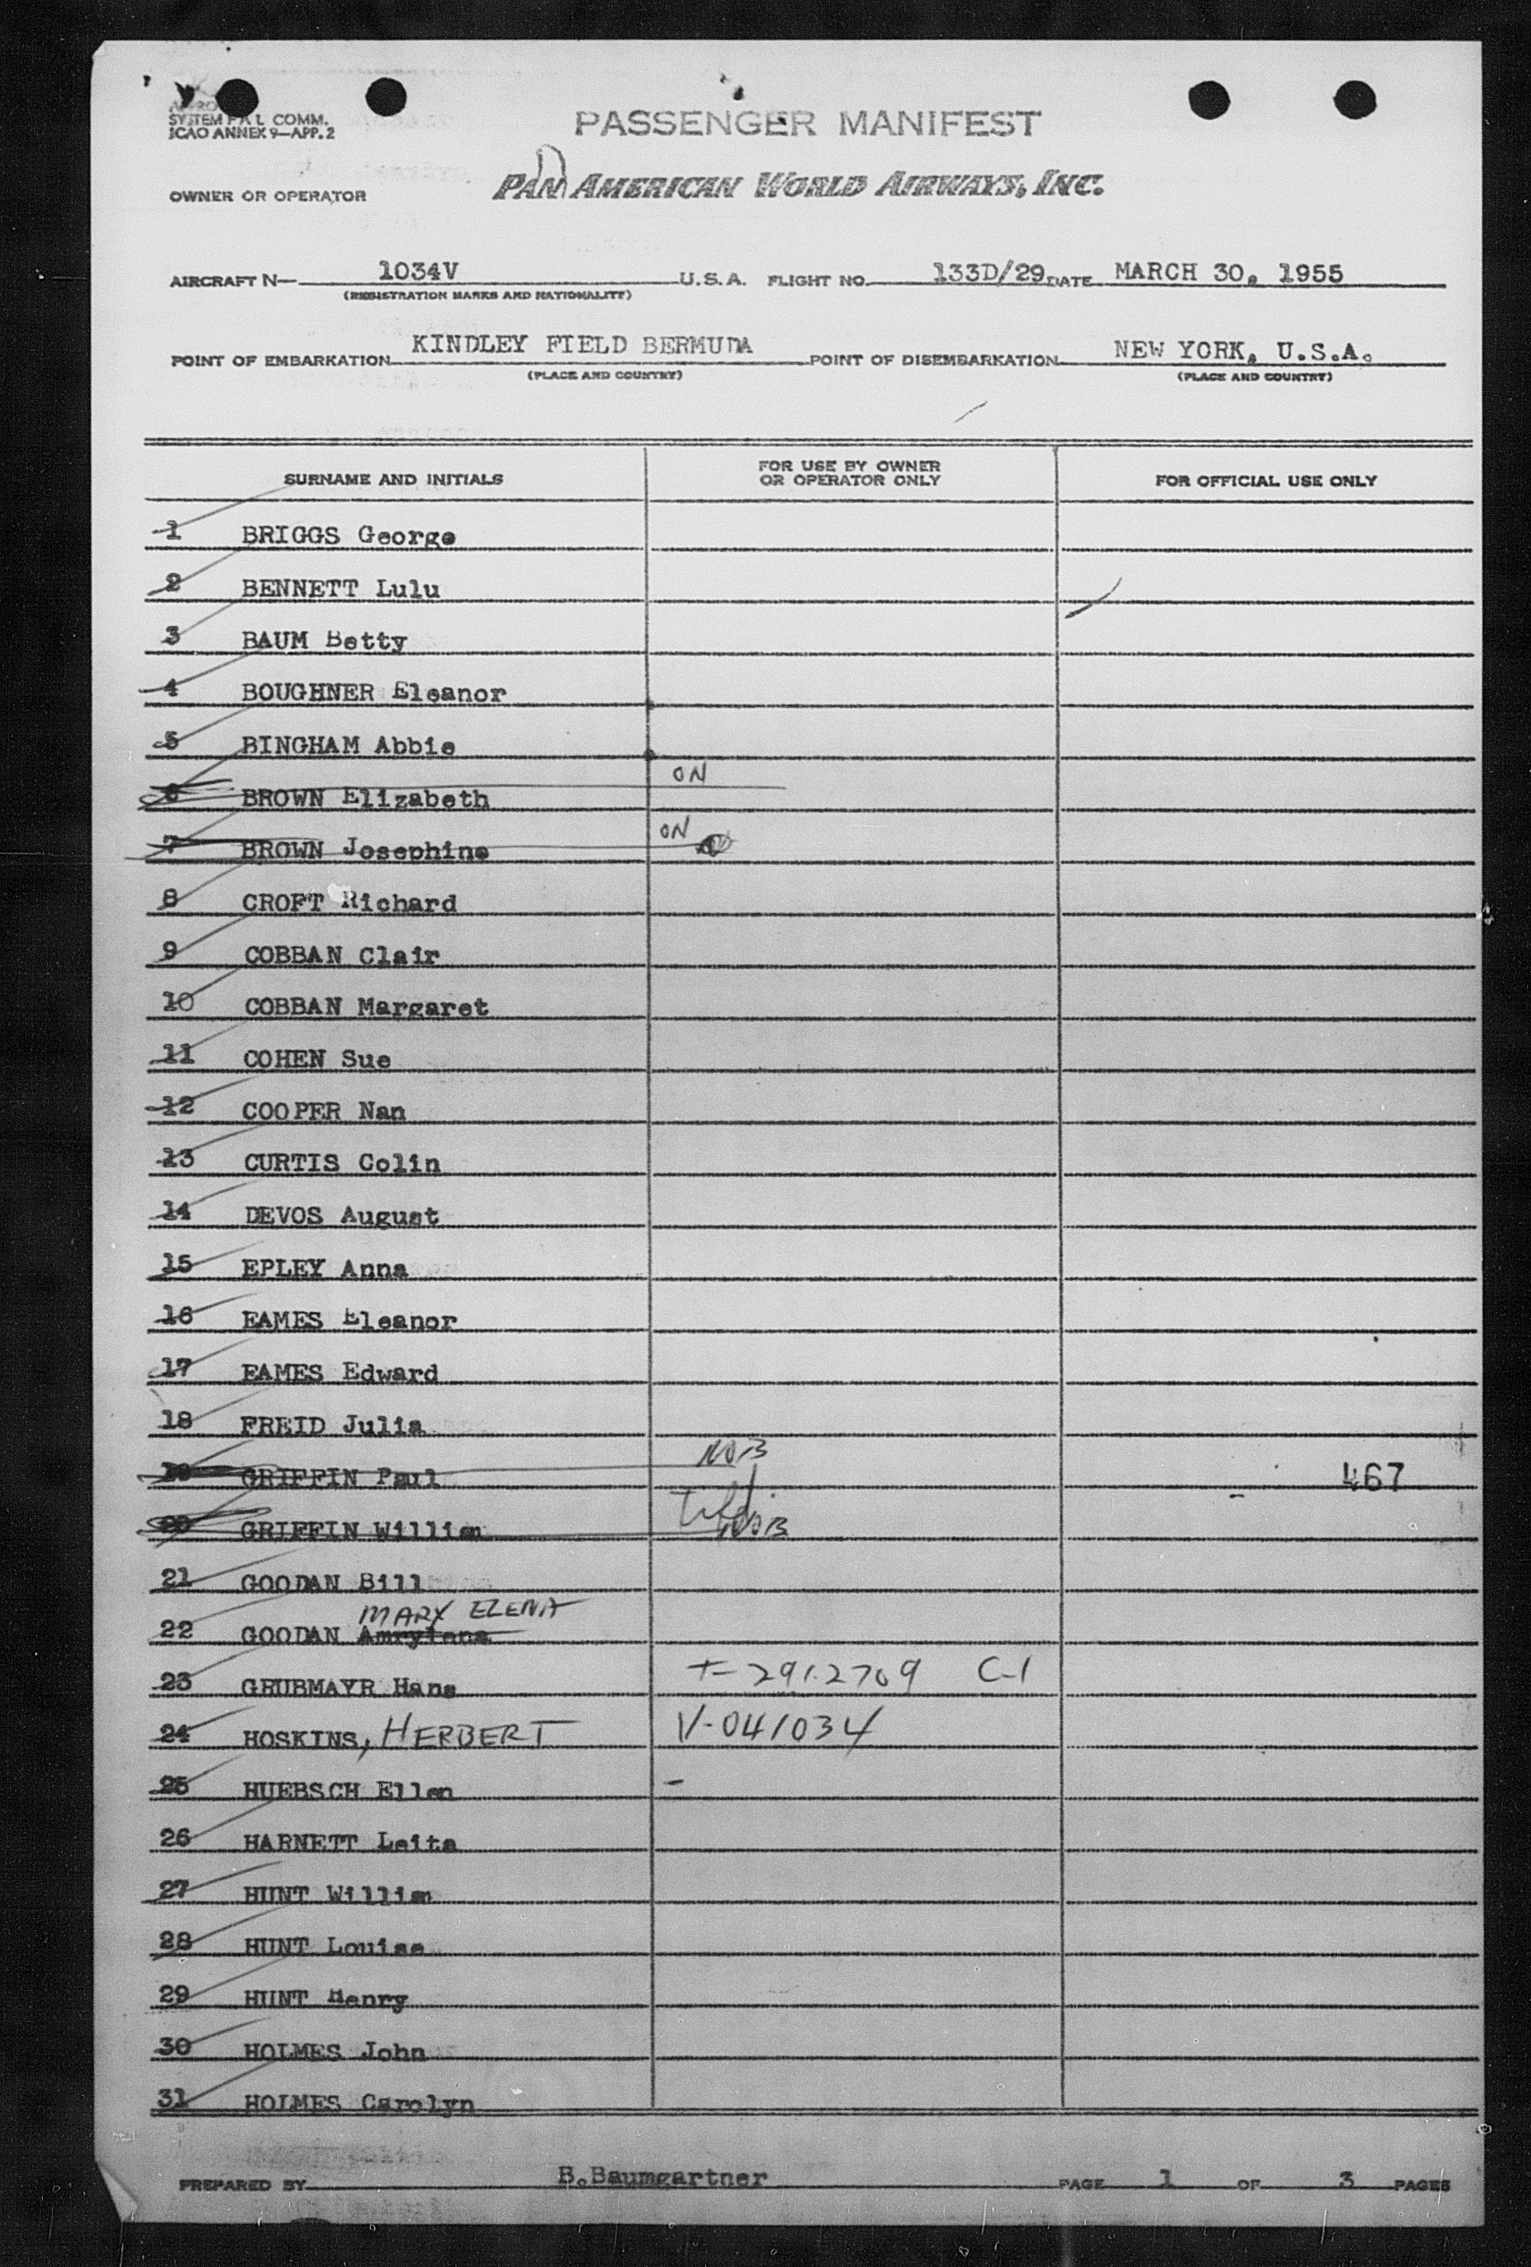 SYSTEM FAL COMM.
ICAO ANNEX 9—APP. 2
PASSENGER MANIFEST
OWNER OR OPERATOR PAN AMERICAN WORLD AIRWAYS, INC.
AIRCRAFT N— 1034V U.S.A. FLIGHT NO. 133D/29 DATE MARCH 30, 1955
(REGISTRATION MARKS AND NATIONALITY)
POINT OF EMBARKATION KINDLEY FIELD BERMUDA POINT OF DISEMBARKATION NEW YORK, U.S.A.
(PLACE AND COUNTRY) (PLACE AND COUNTRY)
SURNAME AND INITIALS FOR USE BY OWNER OR OPERATOR ONLY FOR OFFICIAL USE ONLY
1 BRIGGS George
2 BENNETT Lulu
3 BAUM Betty
4 BOUGHNER Eleanor
5 BINGHAM Abbie
6 BROWN Elizabeth ON
7 BROWN Josephine ON
8 CROFT Richard
9 COBBAN Clair
10 COBBAN Margaret
11 COHEN Sue
12 COOPER Nan
13 CURTIS Colin
14 DEVOS August
15 EPLEY Anna
16 EAMES Eleanor
17 EAMES Edward
18 FREID Julia
19 GRIFFIN Paul NOB 467
20 GRIFFIN William NOB
21 GOODAN Bill
MARY ELENA
22 GOODAN Amrylena
23 GRUBMAYR Hans T-2912709 C-1
24 HOSKINS, HERBERT V-041034
25 HUEBSCH Ellen -
26 HARNETT Leita
27 HUNT William
28 HUNT Louise
29 HUNT Henry
30 HOLMES John
31 HOLMES Carolyn
PREPARED BY B.Baumgartner PAGE 1 OF 3 PAGES